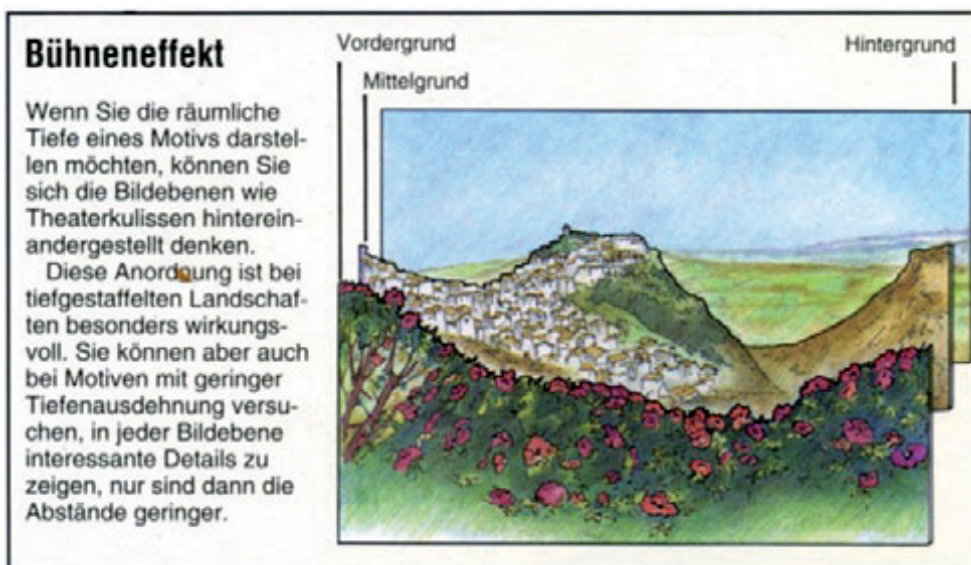 Bühneneffekt
Wenn Sie die räumliche
Tiefe eines Motivs darstel-
len möchten, können Sie
sich die Bildebenen wie
Theaterkulissen hinterein-
andergestellt denken.
Diese Anordnung ist bei
tiefgestaffelten Landschaf-
ten besonders wirkungs-
voll. Sie können aber auch
bei Motiven mit geringer
Tiefenausdehnung versu-
chen, in jeder Bildebene
interessante Details zu
zeigen, nur sind dann die
Abstände geringer.
Vordergrund
Mittelgrund
Hintergrund